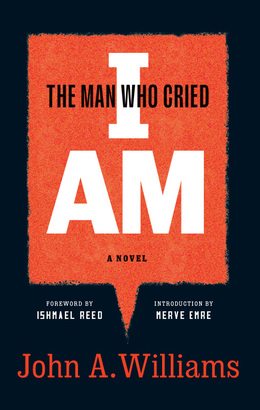 I
THE MAN WHO CRIED
AM
A NOVEL
FOREWORD BY
ISHMAEL REED
INTRODUCTION BY
MERVE EMRE
John A. Williams